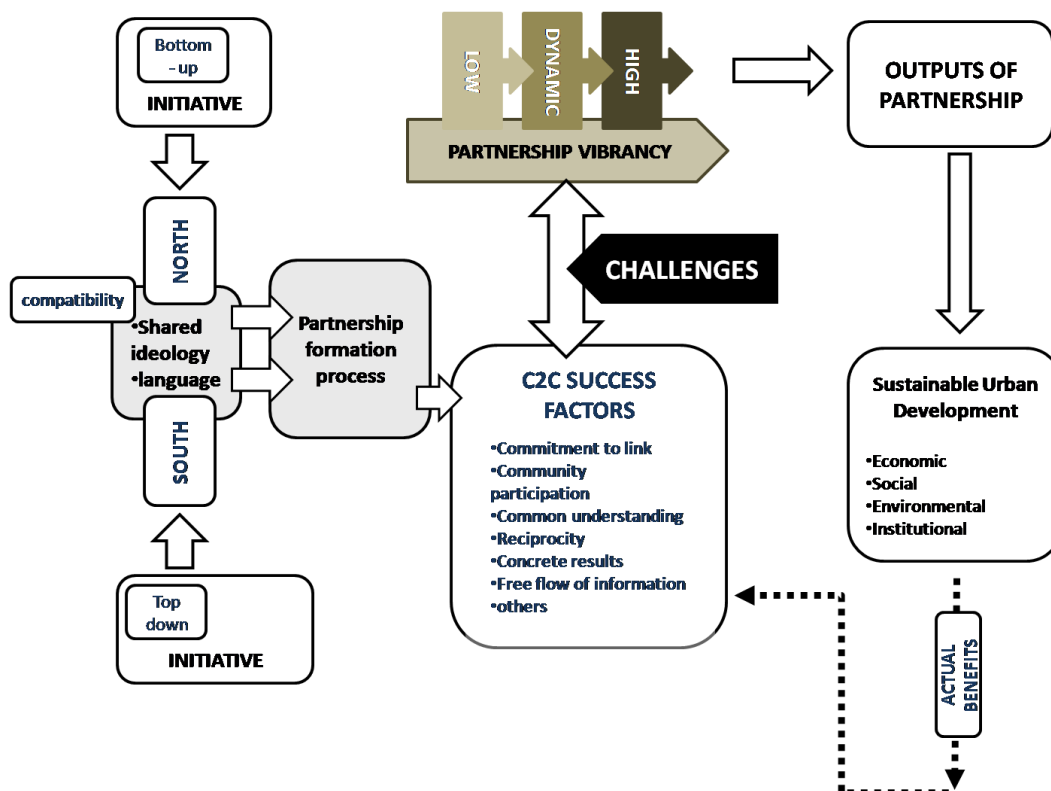 Bottom
- up
INITIATIVE
NORTH
compatibility
•Shared
ideology
•language
SOUTH
Top
down
INITIATIVE
Partnership
formation
process
LOW
DYNAMIC
HIGH
PARTNERSHIP VIBRANCY
CHALLENGES
C2C SUCCESS
FACTORS
•Commitment to link
•Community
participation
•Common understanding
•Reciprocity
•Concrete results
•Free flow of information
•others
OUTPUTS OF
PARTNERSHIP
Sustainable Urban
Development
•Economic
•Social
•Environmental
•Institutional
ACTUAL
BENEFITS